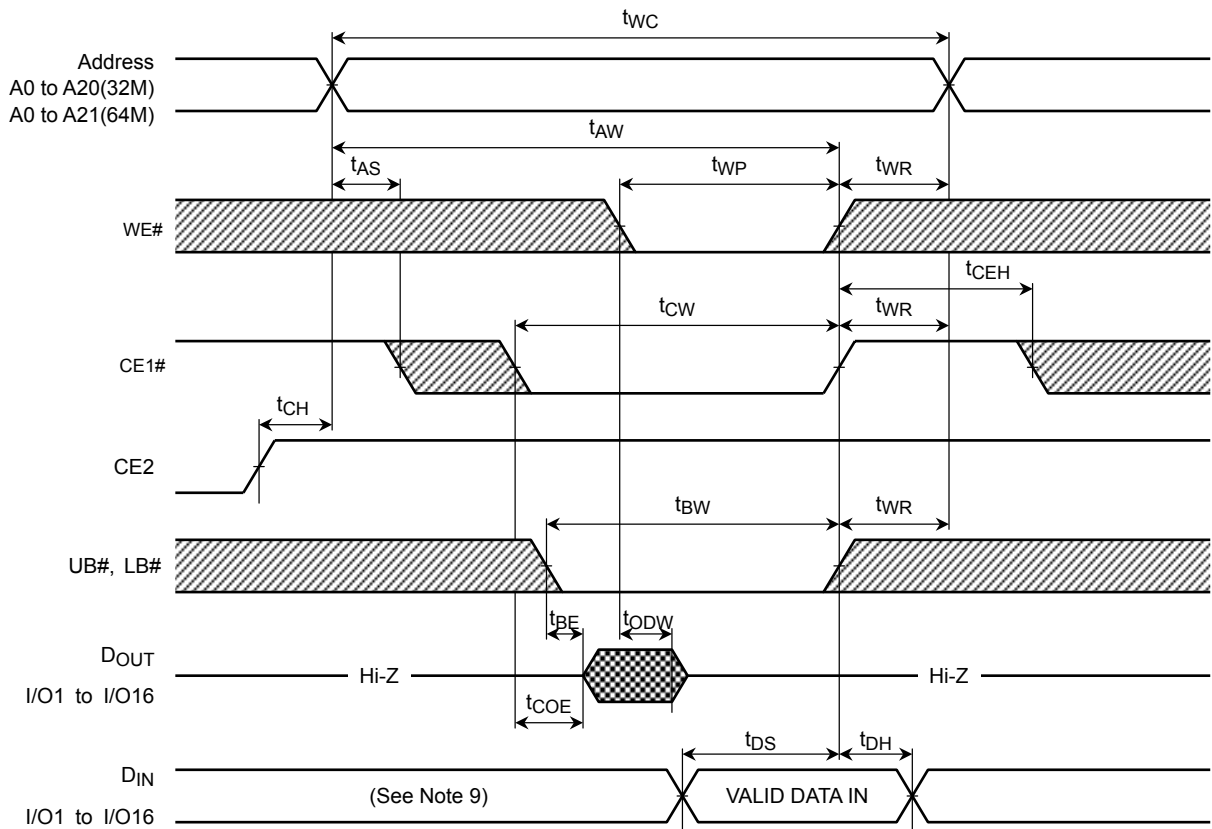 tWC
Address
A0 to A20(32M)
A0 to A21(64M)
tAW
tAS
tWP
tWR
WE#
tCEH
tCW
tWR
CE1#
tCH
CE2
tBW
tWR
UB#, LB#
tBE
tODW
DOUT
I/O1 to I/O16
Hi-Z
Hi-Z
tCOE
tDS
tDH
DIN
I/O1 to I/O16
(See Note 9)
VALID DATA IN